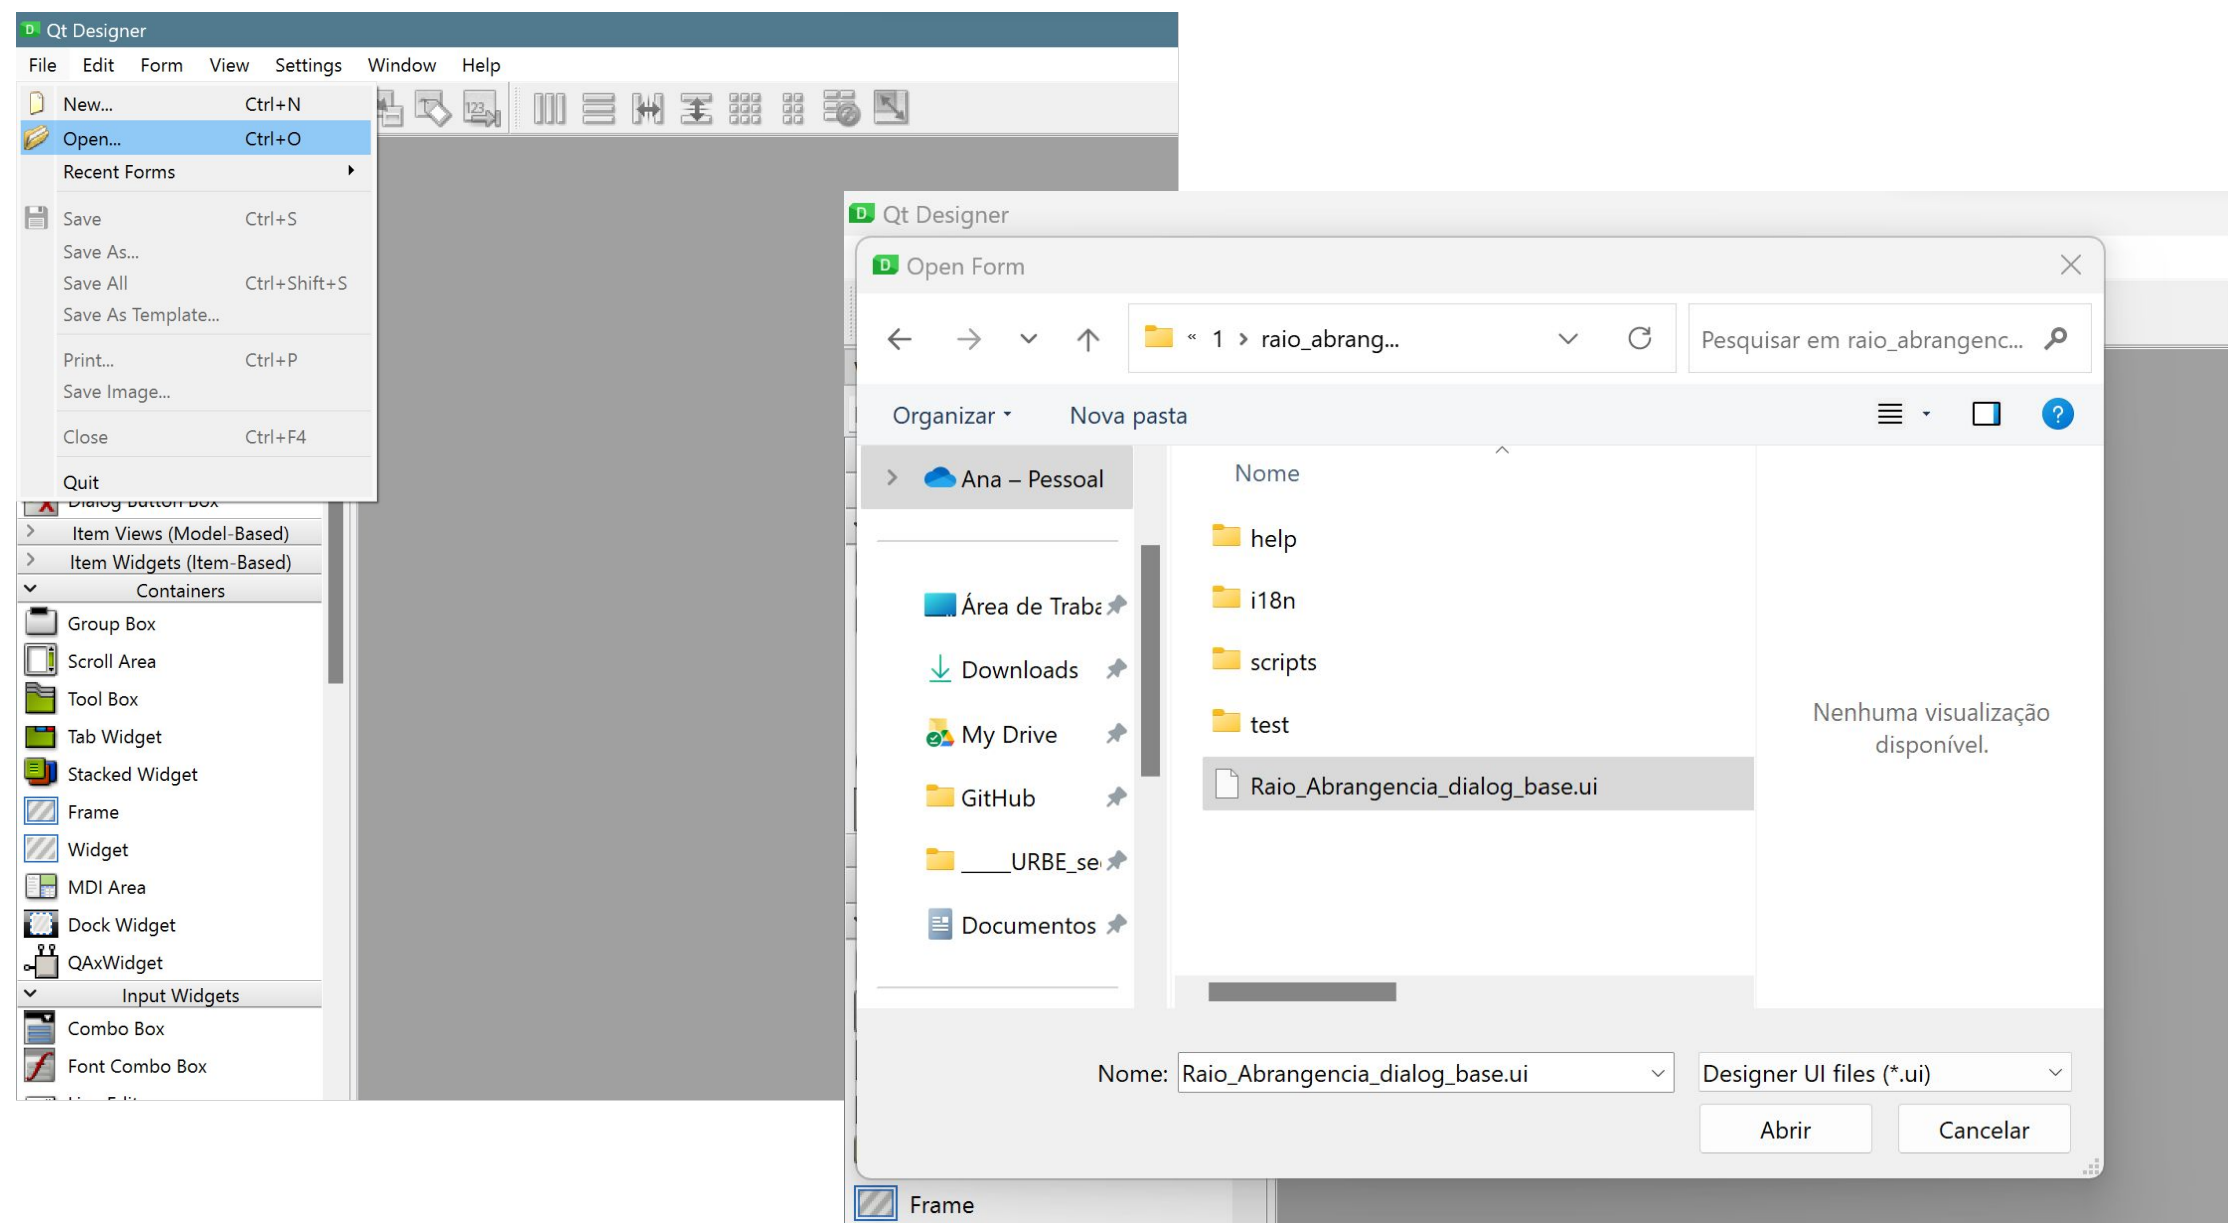 Qt Designer
File Edit Form View Settings Window Help
New... Ctrl+N
Open... Ctrl+O
Recent Forms
Save Ctrl+S
Save As...
Save All Ctrl+Shift+S
Save As Template...
Print... Ctrl+P
Save Image...
Close Ctrl+F4
Quit
Dialog Button Box
Item Views (Model-Based)
Item Widgets (Item-Based)
Containers
Group Box
Scroll Area
Tool Box
Tab Widget
Stacked Widget
Frame
Widget
MDI Area
Dock Widget
QAxWidget
Input Widgets
Combo Box
Font Combo Box
Qt Designer
Open Form
« 1 > raio_abrang...
Pesquisar em raio_abrangenc...
Organizar Nova pasta
Ana – Pessoal
Área de Traba
Downloads
My Drive
GitHub
____URBE_se
Documentos
Nome
help
i18n
scripts
test
Raio_Abrangencia_dialog_base.ui
Nenhuma visualização
disponível.
Nome: Raio_Abrangencia_dialog_base.ui Designer UI files (*.ui)
Abrir Cancelar
Frame